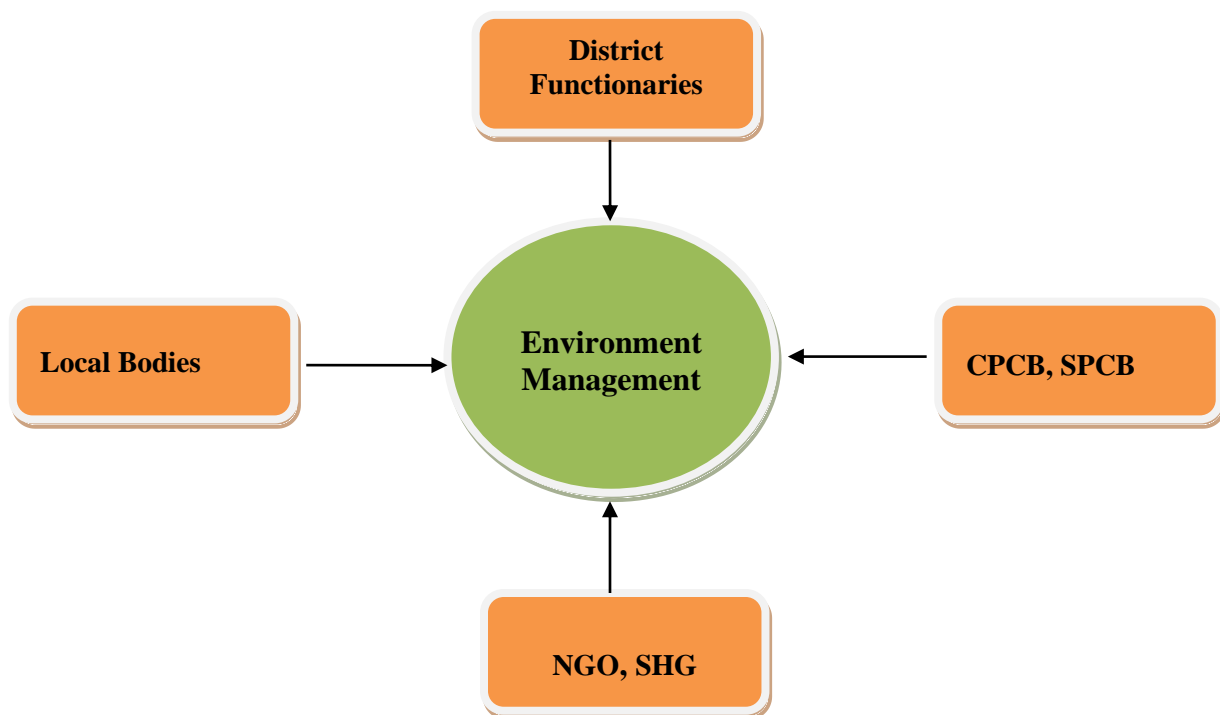 District
Functionaries
Local Bodies
Environment
Management
CPCB, SPCB
NGO, SHG